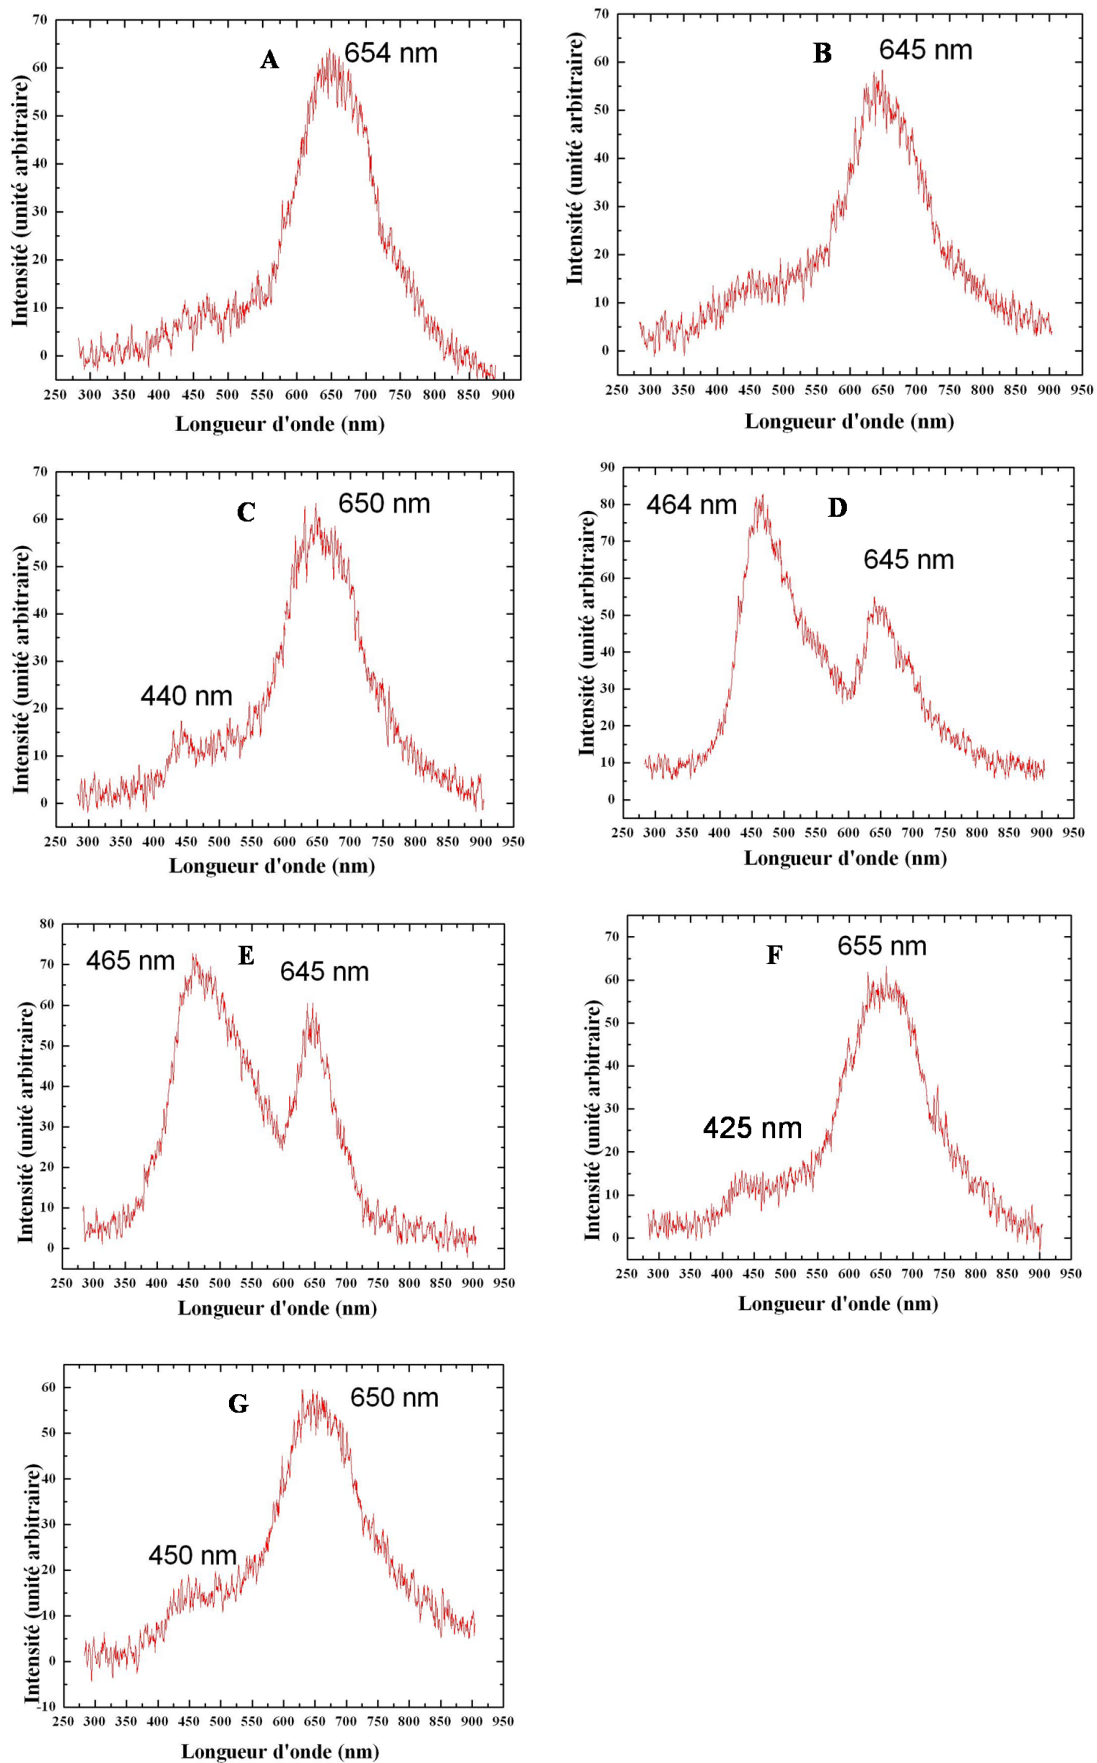 70
60
50
40
30
20
10
0
A
654 nm
Intensité (unité arbitraire)
250 300 350 400 450 500 550 600 650 700 750 800 850 900
Longueur d'onde (nm)
70
60
50
40
30
20
10
0
B
645 nm
Intensité (unité arbitraire)
250 300 350 400 450 500 550 600 650 700 750 800 850 900 950
Longueur d'onde (nm)
70
60
50
40
30
20
10
0
C
650 nm
440 nm
Intensité (unité arbitraire)
250 300 350 400 450 500 550 600 650 700 750 800 850 900 950
Longueur d'onde (nm)
90
80
70
60
50
40
30
20
10
0
464 nm
D
645 nm
Intensité (unité arbitraire)
250 300 350 400 450 500 550 600 650 700 750 800 850 900 950
Longueur d'onde (nm)
80
70
60
50
40
30
20
10
0
465 nm
E
645 nm
Intensité (unité arbitraire)
250 300 350 400 450 500 550 600 650 700 750 800 850 900 950
Longueur d'onde (nm)
70
60
50
40
30
20
10
0
F
655 nm
425 nm
Intensité (unité arbitraire)
250 300 350 400 450 500 550 600 650 700 750 800 850 900 950
Longueur d'onde (nm)
60
50
40
30
20
10
0
-10
G
650 nm
450 nm
Intensité (unité arbitraire)
250 300 350 400 450 500 550 600 650 700 750 800 850 900 950
Longueur d'onde (nm)